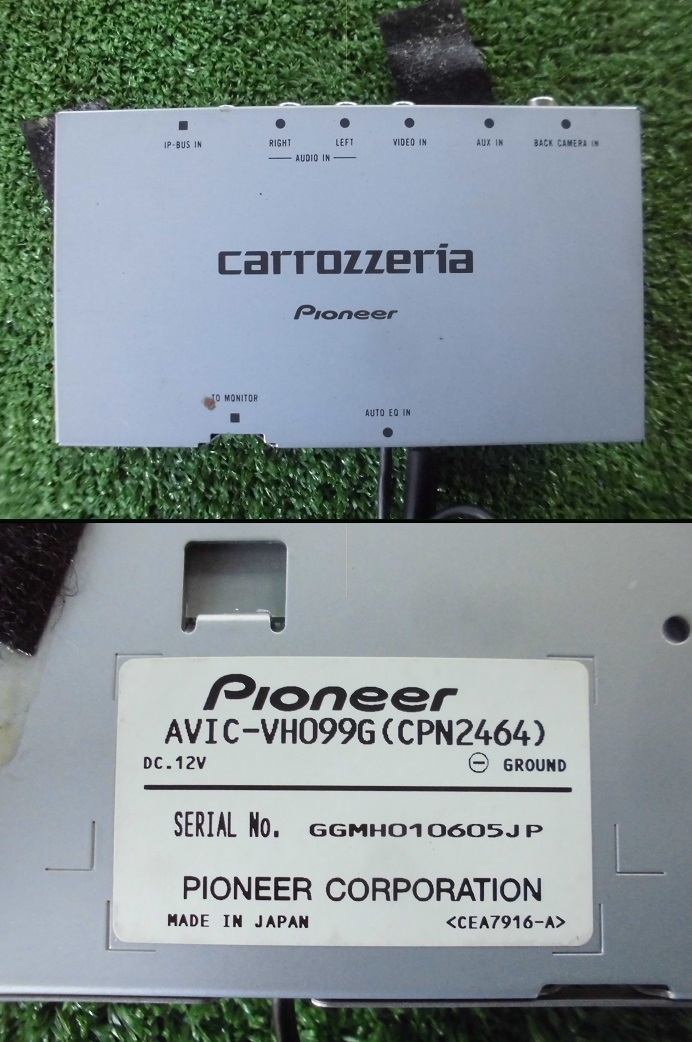 IP-BUS IN
RIGHT LEFT VIDEO IN AUX IN BACK CAMERA IN
AUDIO IN
carrozzeria
Pioneer
TO MONITOR
AUTO EQ IN
Pioneer
AVIC-VH099G(CPN2464)
DC.12V ⊖ GROUND
SERIAL No. GGMH010605JP
PIONEER CORPORATION
MADE IN JAPAN <CEA7916-A>